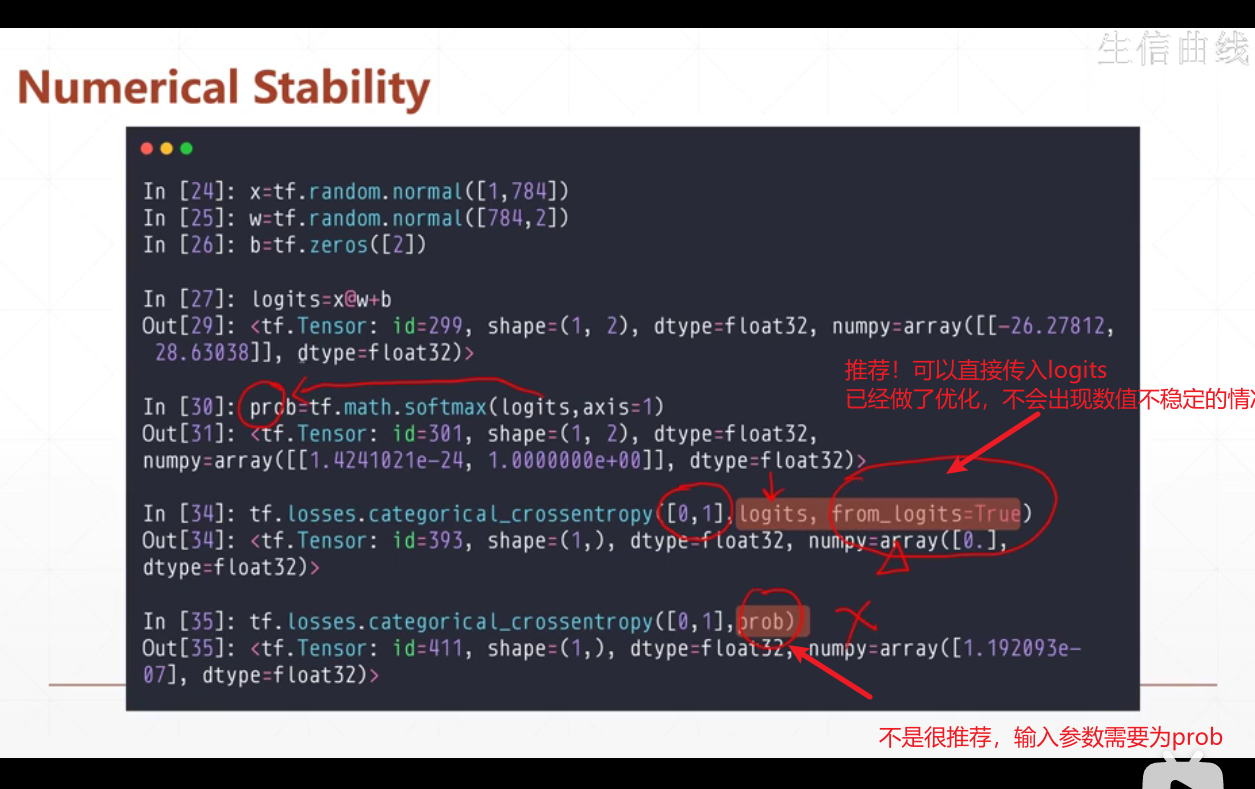 生信曲线
Numerical Stability
In [24]: x=tf.random.normal([1,784])
In [25]: w=tf.random.normal([784,2])
In [26]: b=tf.zeros([2])
In [27]: logits=x@w+b
Out[29]: <tf.Tensor: id=299, shape=(1, 2), dtype=float32, numpy=array([[-26.27812,
28.63038]], dtype=float32)>
推荐！可以直接传入logits
已经做了优化，不会出现数值不稳定的情况
In [30]: prob=tf.math.softmax(logits,axis=1)
Out[31]: <tf.Tensor: id=301, shape=(1, 2), dtype=float32,
numpy=array([[1.4241021e-24, 1.0000000e+00]], dtype=float32)>
In [34]: tf.losses.categorical_crossentropy([0,1],logits, from_logits=True)
Out[34]: <tf.Tensor: id=393, shape=(1,), dtype=float32, numpy=array([0.],
dtype=float32)>
In [35]: tf.losses.categorical_crossentropy([0,1],prob)
Out[35]: <tf.Tensor: id=411, shape=(1,), dtype=float32, numpy=array([1.192093e-
07], dtype=float32)>
不是很推荐，输入参数需要为prob